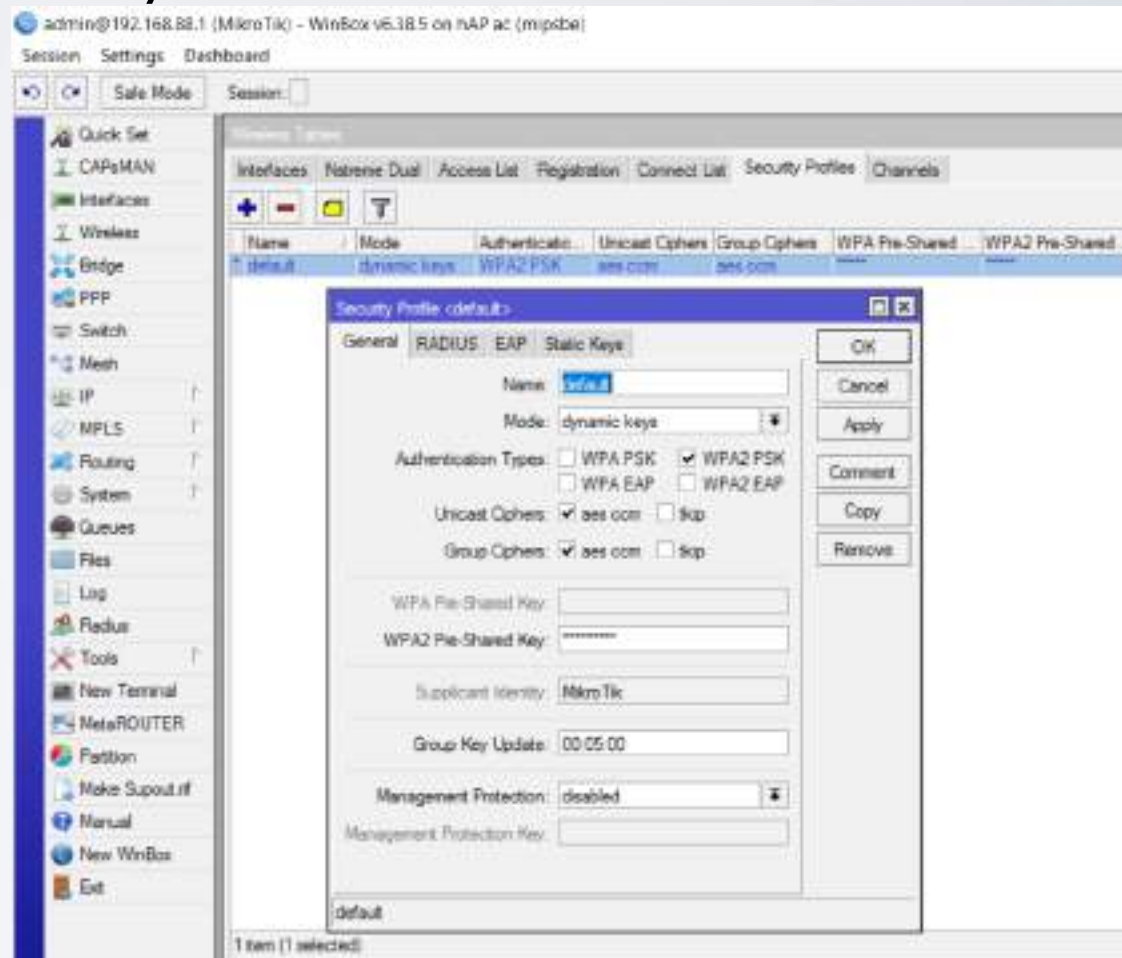 admin@192.168.88.1 (MikroTik) - WinBox v6.38.5 on hAP ac (mipsbe)
Session Settings Dashboard
Safe Mode Session:
Quick Set
CAPsMAN
Interfaces
Wireless
Bridge
PPP
Switch
Mesh
IP
MPLS
Routing
System
Queues
Files
Log
Radius
Tools
New Terminal
MetaROUTER
Partition
Make Supout.rif
Manual
New WinBox
Exit
Wireless Tables
Interfaces Nstreme Dual Access List Registration Connect List Security Profiles Channels
Name Mode Authenticatio... Unicast Ciphers Group Ciphers WPA Pre-Shared ... WPA2 Pre-Shared ...
* default dynamic keys WPA2 PSK aes ccm aes ccm ***** *****
Security Profile <default>
General RADIUS EAP Static Keys
Name: default
Mode: dynamic keys
Authentication Types: WPA PSK WPA2 PSK
WPA EAP WPA2 EAP
Unicast Ciphers: aes ccm tkip
Group Ciphers: aes ccm tkip
WPA Pre-Shared Key:
WPA2 Pre-Shared Key: **********
Supplicant Identity: MikroTik
Group Key Update: 00:05:00
Management Protection: disabled
Management Protection Key:
OK
Cancel
Apply
Comment
Copy
Remove
default
1 item (1 selected)